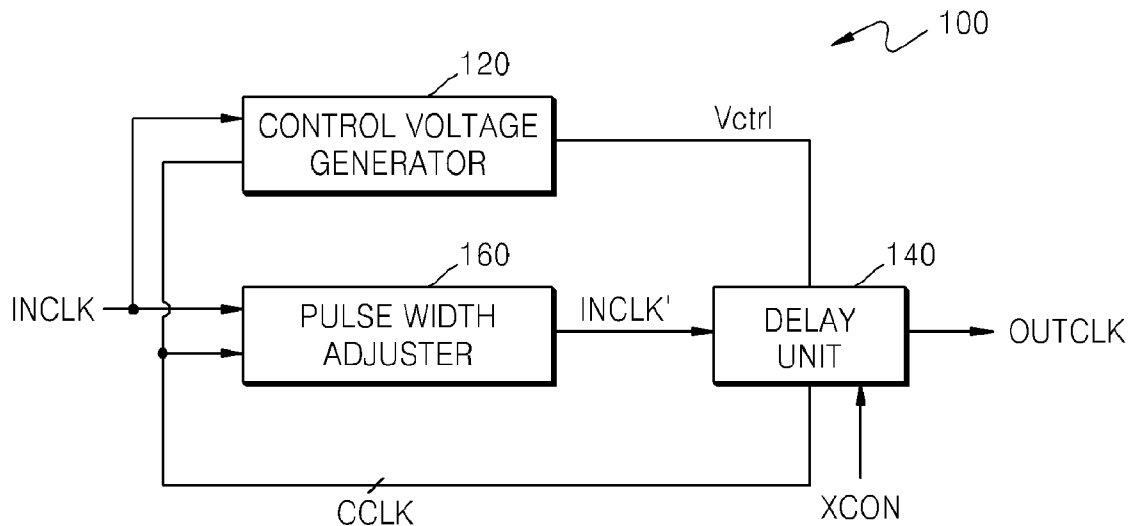 100
120
CONTROL VOLTAGE
GENERATOR
Vctrl
160
140
INCLK
PULSE WIDTH
ADJUSTER
INCLK'
DELAY
UNIT
OUTCLK
CCLK
XCON